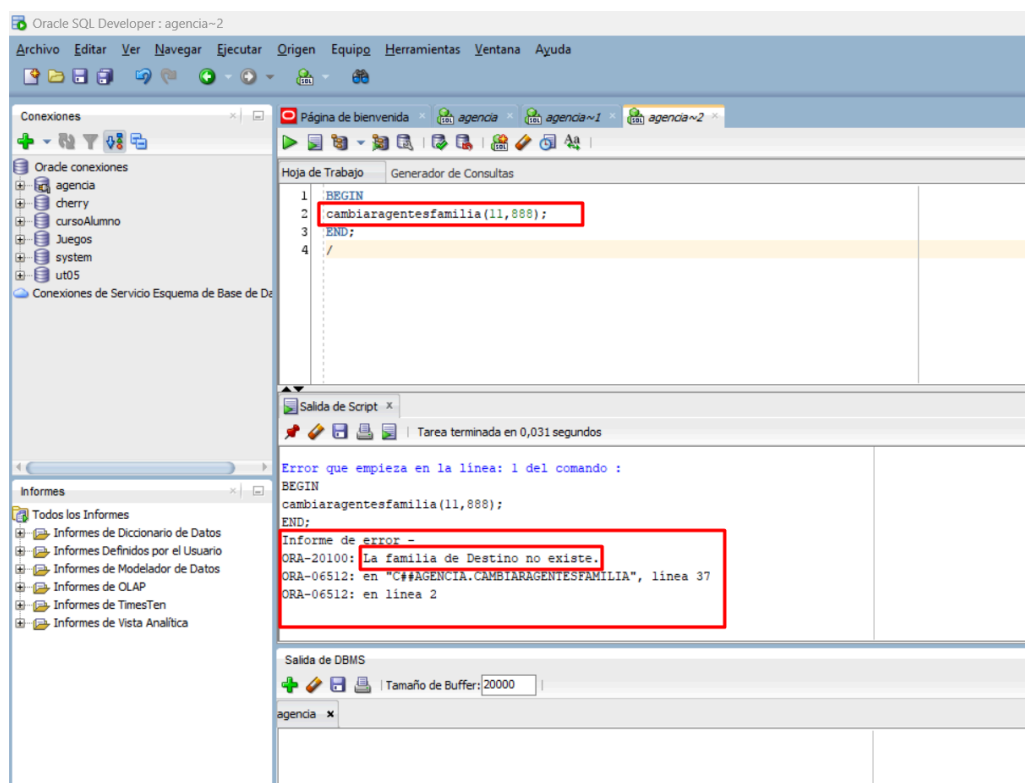 Oracle SQL Developer : agencia~2
Archivo Editar Ver Navegar Ejecutar Origen Equipo Herramientas Ventana Ayuda
Conexiones
Oracle conexiones
agencia
cherry
cursoAlumno
Juegos
system
ut05
Conexiones de Servicio Esquema de Base de Da
Informes
Todos los Informes
Informes de Diccionario de Datos
Informes Definidos por el Usuario
Informes de Modelador de Datos
Informes de OLAP
Informes de TimesTen
Informes de Vista Analítica
Página de bienvenida agencia agencia~1 agencia~2
Hoja de Trabajo Generador de Consultas
1 BEGIN
2 cambiaragentesfamilia(11,888);
3 END;
4 /
Salida de Script
Tarea terminada en 0,031 segundos
Error que empieza en la línea: 1 del comando :
BEGIN
cambiaragentesfamilia(11,888);
END;
Informe de error -
ORA-20100: La familia de Destino no existe.
ORA-06512: en "C##AGENCIA.CAMBIARAGENTESFAMILIA", línea 37
ORA-06512: en línea 2
Salida de DBMS
Tamaño de Buffer: 20000
agencia